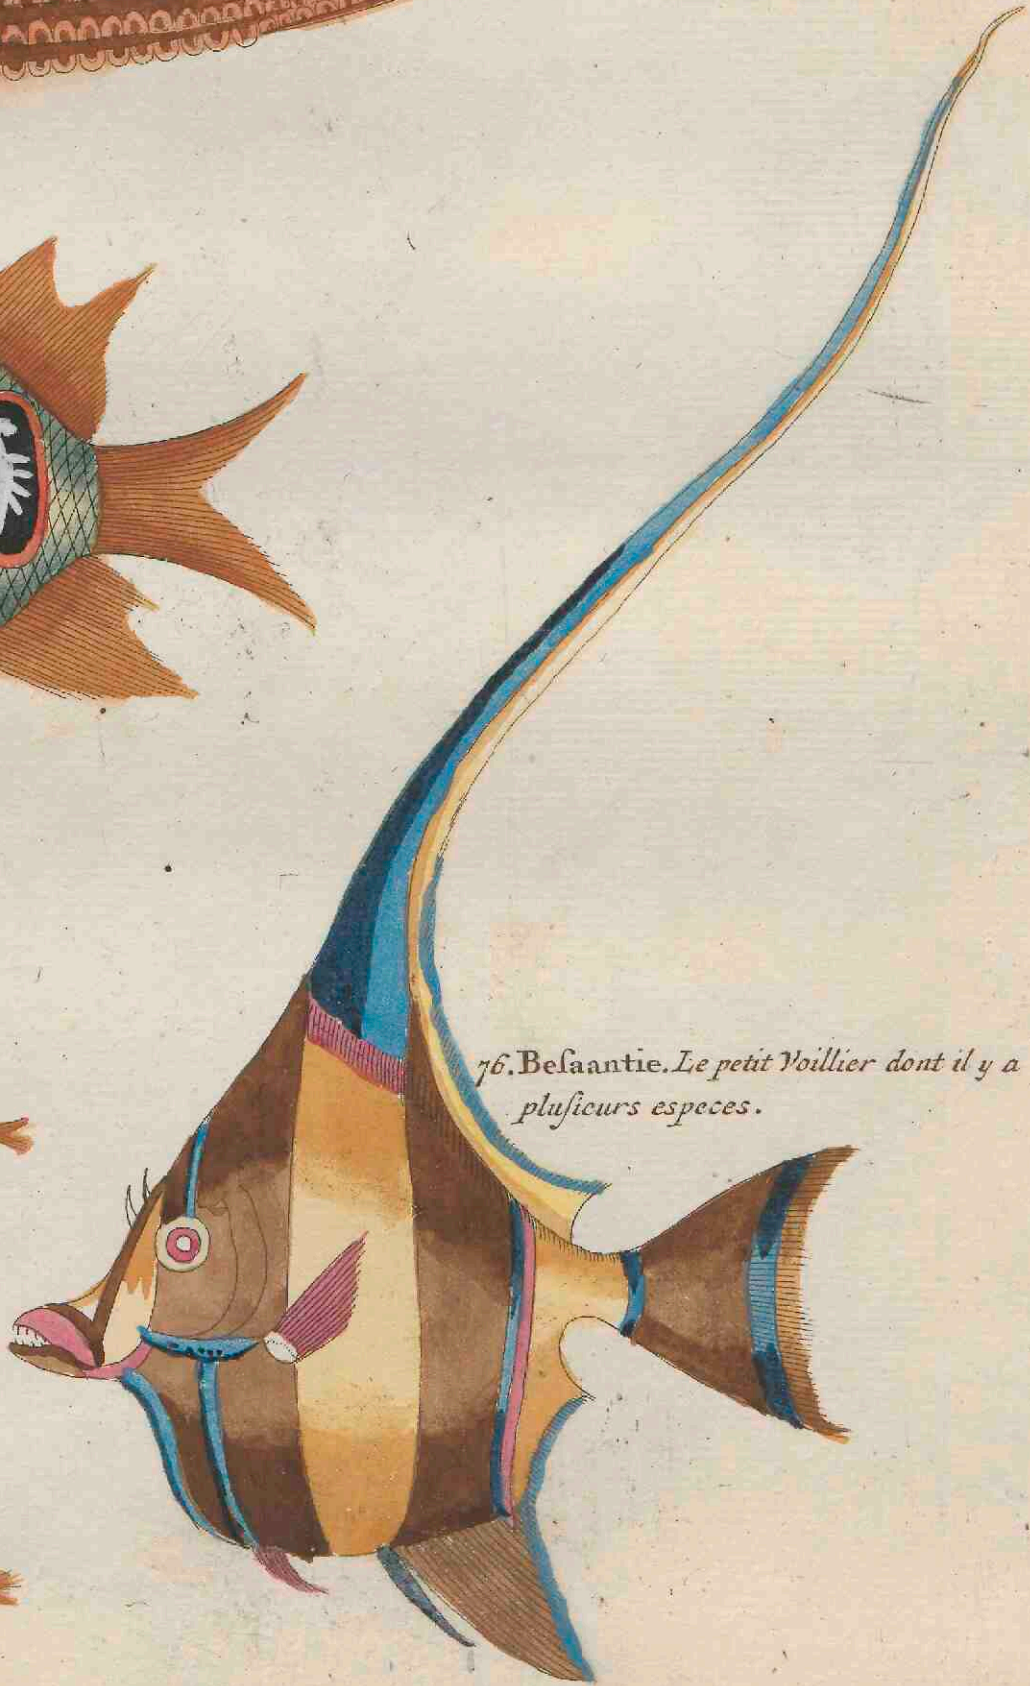 76. Beſaantie. Le petit Voillier dont il y a
pluſieurs especes.